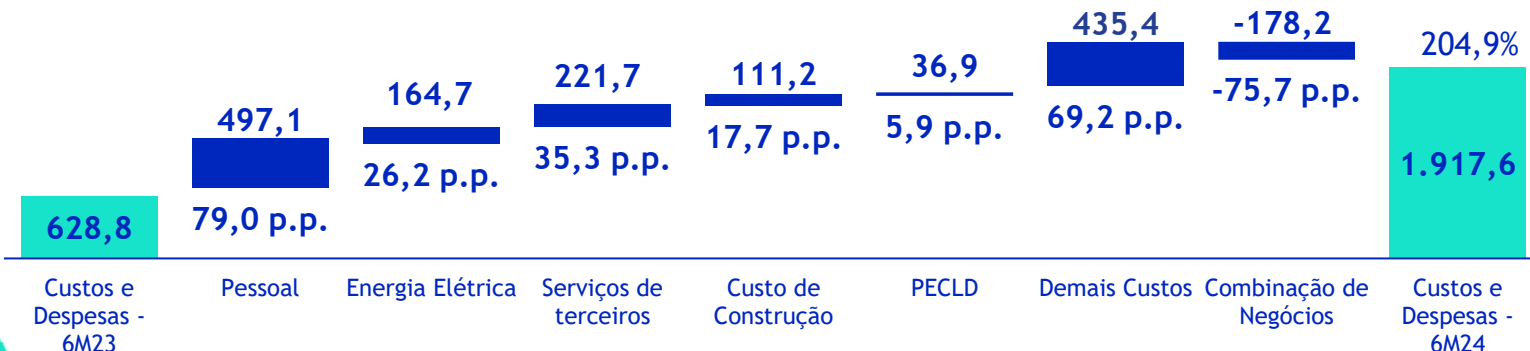 628,8
497,1
79,0 p.p.
164,7
26,2 p.p.
221,7
35,3 p.p.
111,2
17,7 p.p.
36,9
5,9 p.p.
435,4
69,2 p.p.
-178,2
-75,7 p.p.
204,9%
1.917,6
Custos e
Despesas -
6M23
Pessoal
Energia Elétrica
Serviços de
terceiros
Custo de
Construção
PECLD
Demais Custos
Combinação de
Negócios
Custos e
Despesas -
6M24